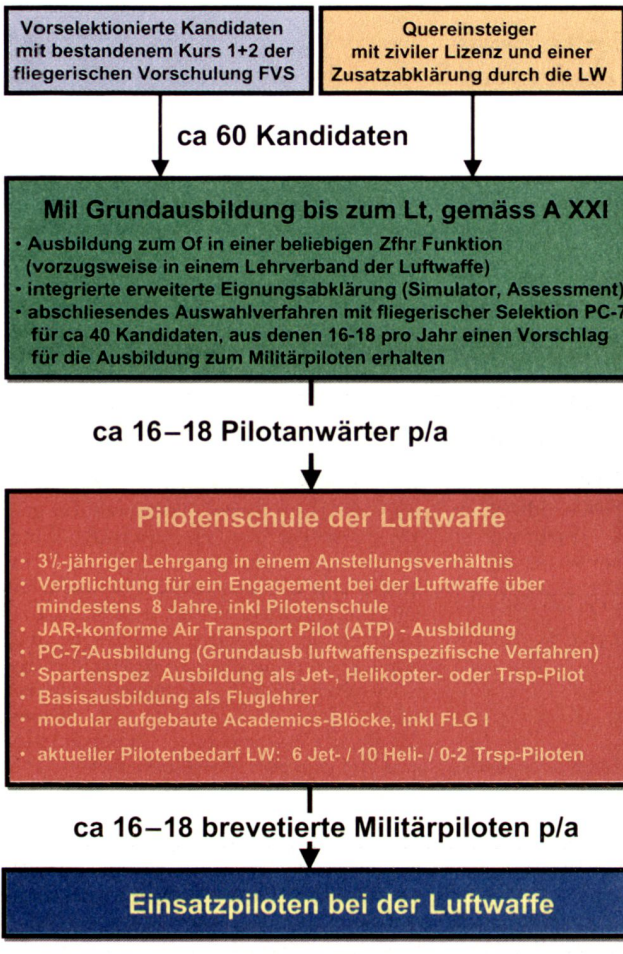 Vorselektionierte Kandidaten
mit bestandenem Kurs 1+2 der
fliegerischen Vorschulung FVS
Quereinsteiger
mit ziviler Lizenz und einer
Zusatzabklärung durch die LW
ca 60 Kandidaten
Mil Grundausbildung bis zum Lt, gemäss A XXI
• Ausbildung zum Of in einer beliebigen Zfhr Funktion
(vorzugsweise in einem Lehrverband der Luftwaffe)
• integrierte erweiterte Eignungsabklärung (Simulator, Assessment)
• abschliesendes Auswahlverfahren mit fliegerischer Selektion PC-7
für ca 40 Kandidaten, aus denen 16-18 pro Jahr einen Vorschlag
für die Ausbildung zum Militärpiloten erhalten
ca 16–18 Pilotanwärter p/a
Pilotenschule der Luftwaffe
• 3½-jähriger Lehrgang in einem Anstellungsverhältnis
• Verpflichtung für ein Engagement bei der Luftwaffe über
mindestens 8 Jahre, inkl Pilotenschule
• JAR-konforme Air Transport Pilot (ATP) - Ausbildung
• PC-7-Ausbildung (Grundausb luftwaffenspezifische Verfahren)
• Spartenspez Ausbildung als Jet-, Helikopter- oder Trsp-Pilot
• Basisausbildung als Fluglehrer
• modular aufgebaute Academics-Blöcke, inkl FLG I
• aktueller Pilotenbedarf LW: 6 Jet- / 10 Heli- / 0-2 Trsp-Piloten
ca 16–18 brevetierte Militärpiloten p/a
Einsatzpiloten bei der Luftwaffe